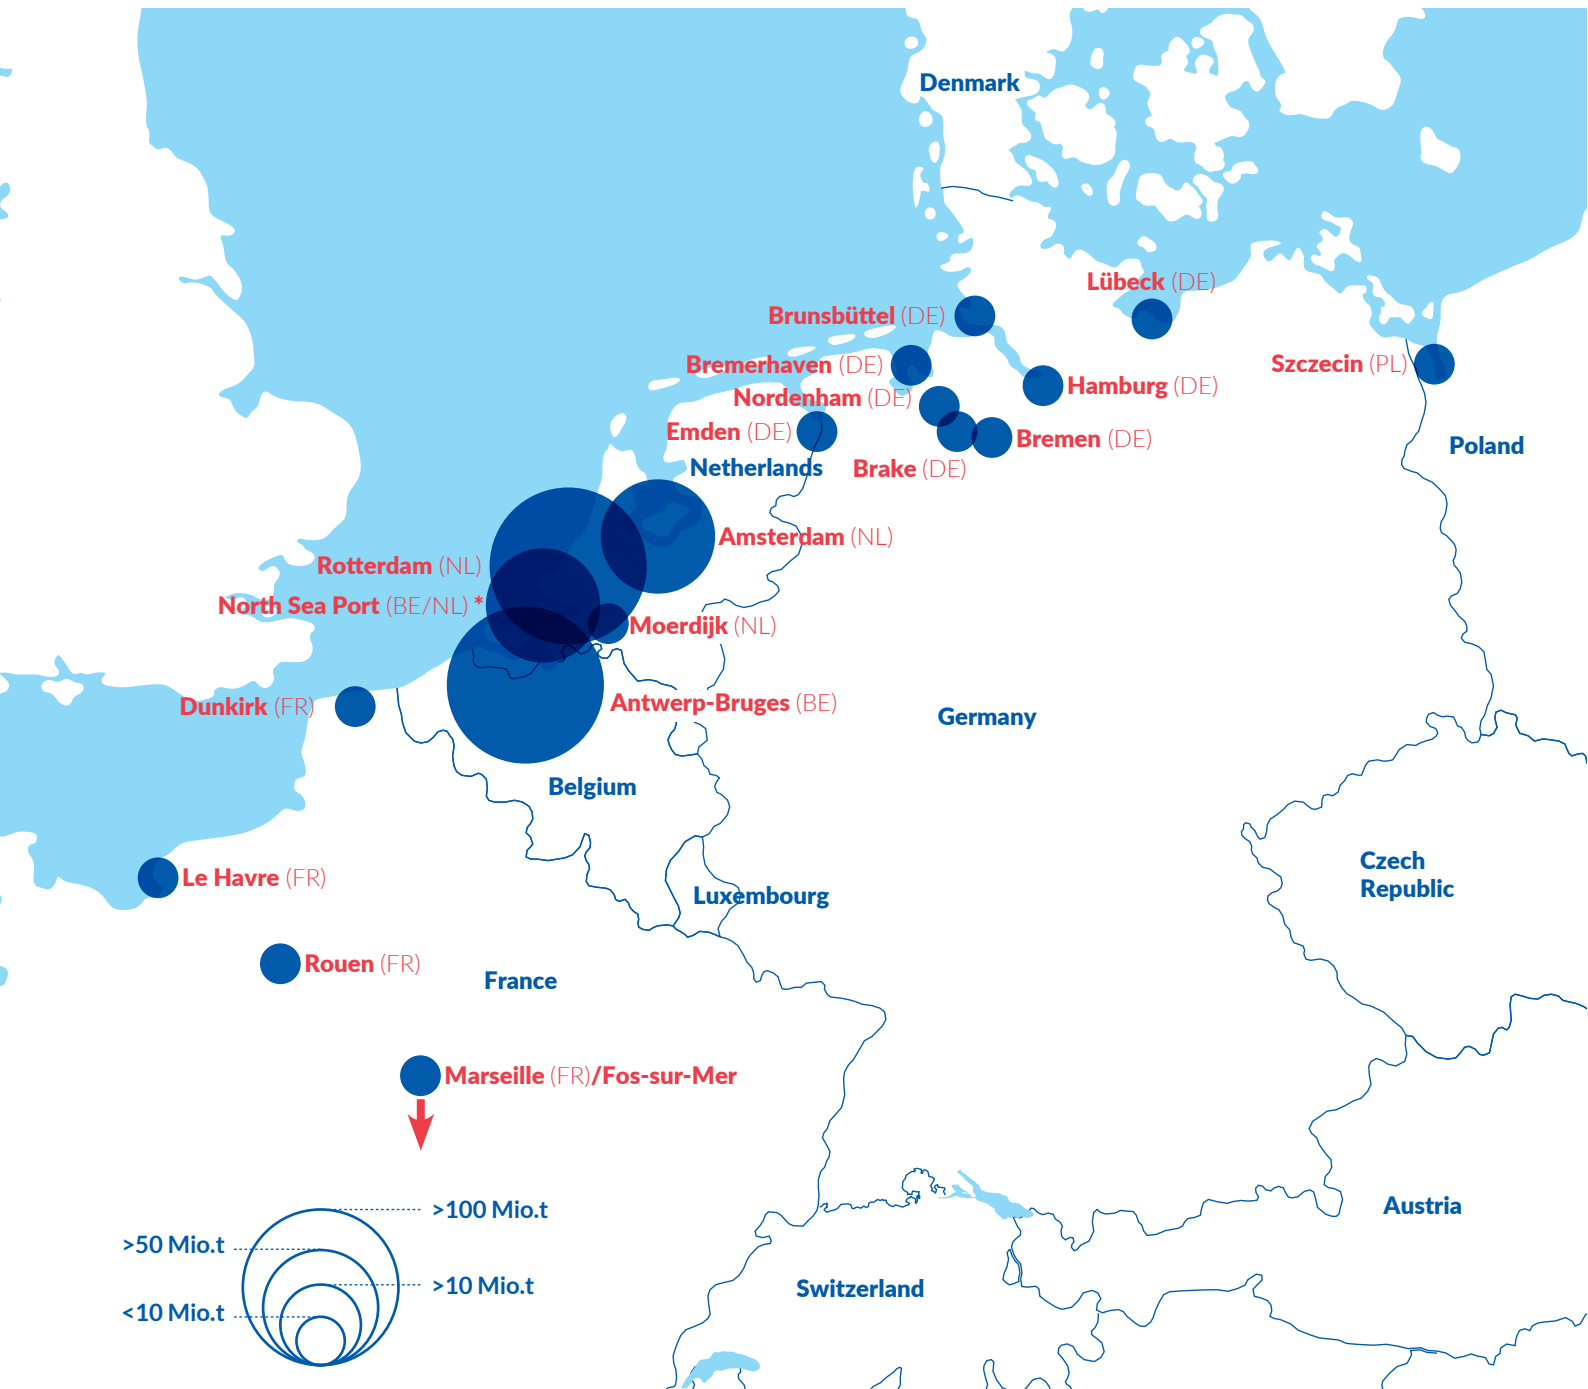 Denmark
Lübeck (DE)
Brunsbüttel (DE)
Bremerhaven (DE)
Szczecin (PL)
Hamburg (DE)
Nordenham (DE)
Emden (DE)
Bremen (DE)
Poland
Netherlands
Brake (DE)
Amsterdam (NL)
Rotterdam (NL)
North Sea Port (BE/NL) *
Moerdijk (NL)
Dunkirk (FR)
Antwerp-Bruges (BE)
Germany
Belgium
Czech
Republic
Le Havre (FR)
Luxembourg
Rouen (FR)
France
Marseille (FR)/Fos-sur-Mer
>100 Mio.t
>50 Mio.t
>10 Mio.t
<10 Mio.t
Austria
Switzerland